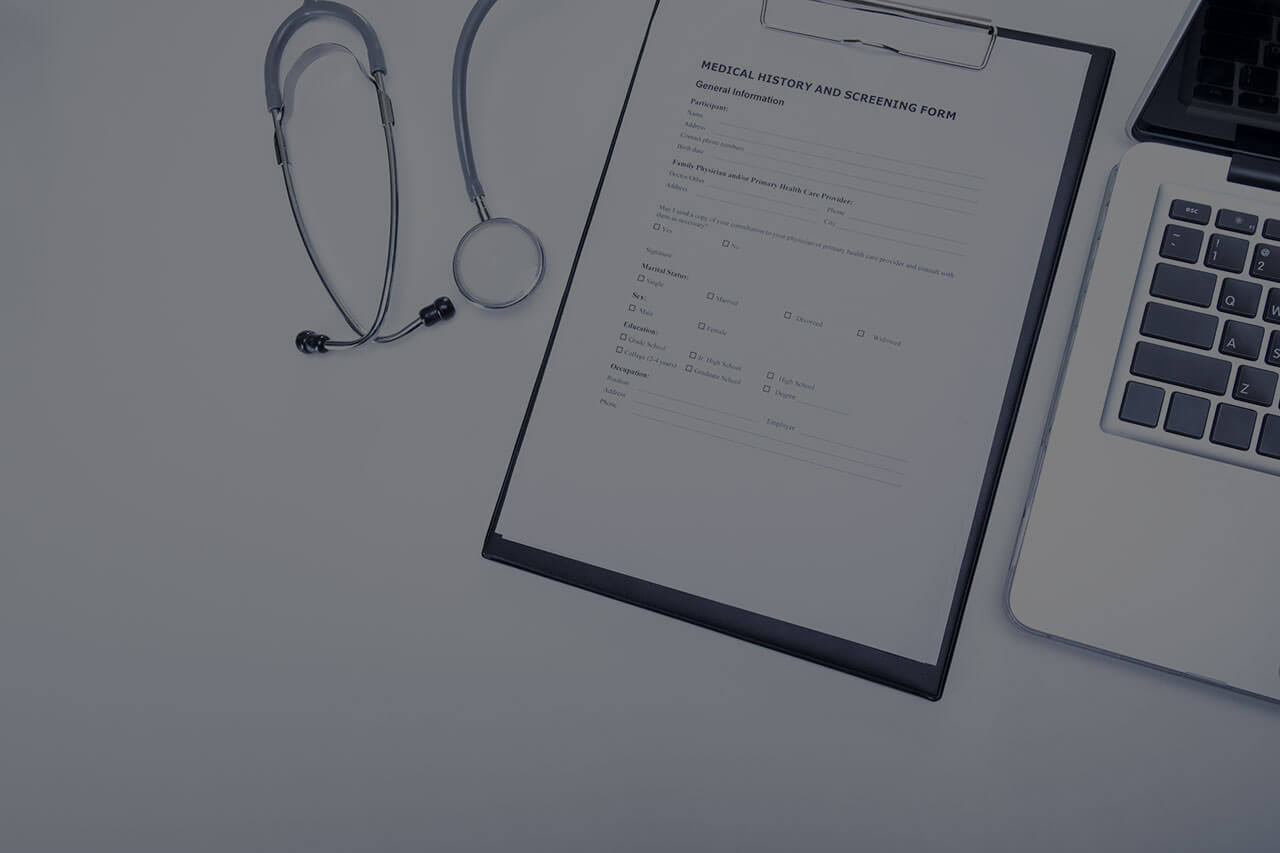 MEDICAL HISTORY AND SCREENING FORM
General Information
Participant:
Name
Address
Contact phone numbers
Birth date
Family Physician and/or Primary Health Care Provider:
Doctor/Other Phone
Address City
May I send a copy of your consultation to your physician or primary health care provider and consult with
them as necessary?
Yes No
Signature
Marital Status:
Single Married Divorced Widowed
Sex:
Male Female
Education:
Grade School Jr. High School High School
College (2-4 years) Graduate School Degree
Occupation:
Position Employer
Address
Phone
esc
F1
~
!
1
@
2
Q
W
A
S
Z